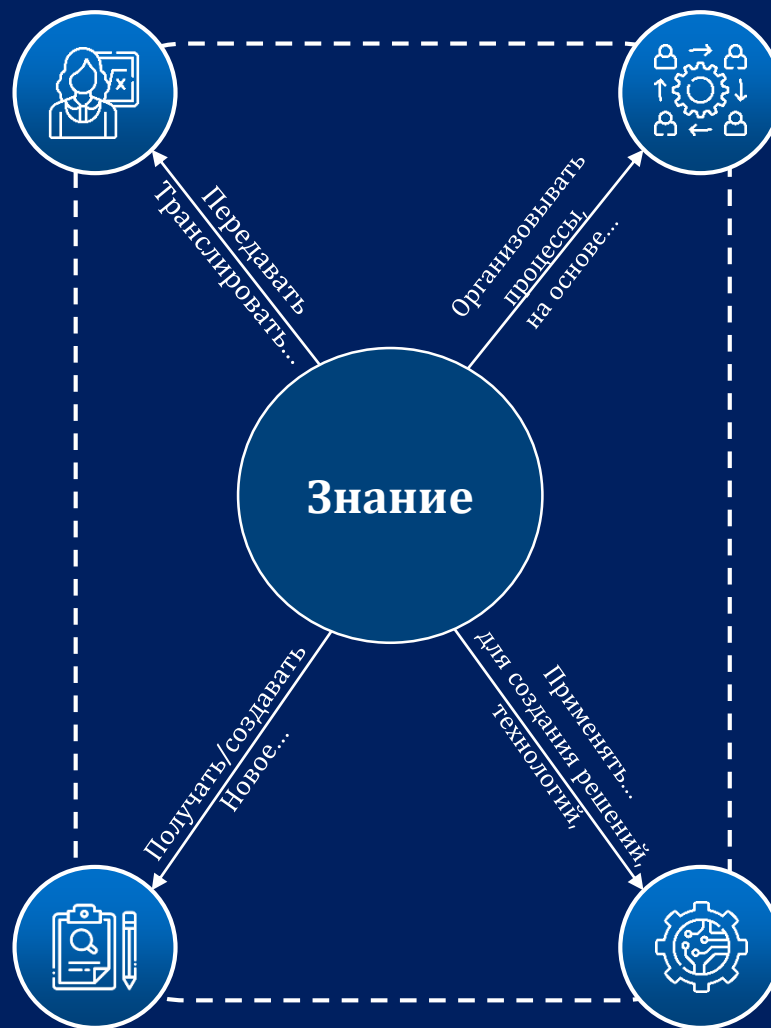 Передавать
Транслировать...
Организовывать
процессы,
на основе...
Знание
Получать/создавать
Новое...
Применять...
для создания решений,
технологий,
x